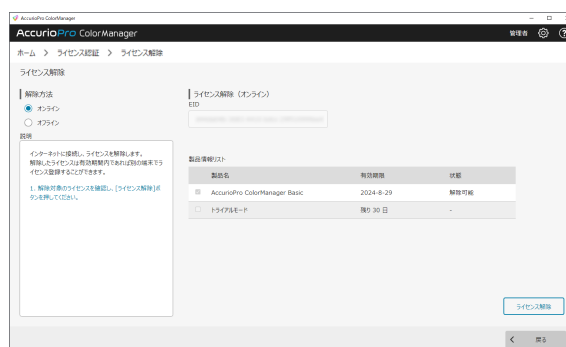 AccurioPro ColorManager
AccurioPro ColorManager
管理者
ホーム > ライセンス認証 > ライセンス解除
ライセンス解除
解除方法
オンライン
オフライン
説明
インターネットに接続し、ライセンスを解除します。
解除したライセンスは有効期間内であれば別の端末でラ
イセンス登録することができます。
1. 解除対象のライセンスを確認し、[ライセンス解除]ボ
タンを押してください。
ライセンス解除（オンライン）
EID
製品情報リスト
製品名 有効期限 状態
AccurioPro ColorManager Basic 2024-8-29 解除可能
トライアルモード 残り 30 日 -
ライセンス解除
戻る